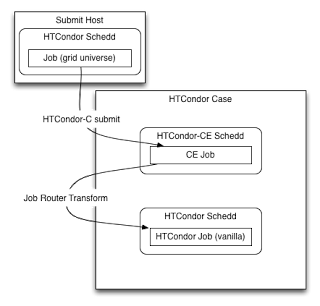 Submit Host
HTCondor Schedd
Job (grid universe)
HTCondor Case
HTCondor-C submit
HTCondor-CE Schedd
CE Job
Job Router Transform
HTCondor Schedd
HTCondor Job (vanilla)